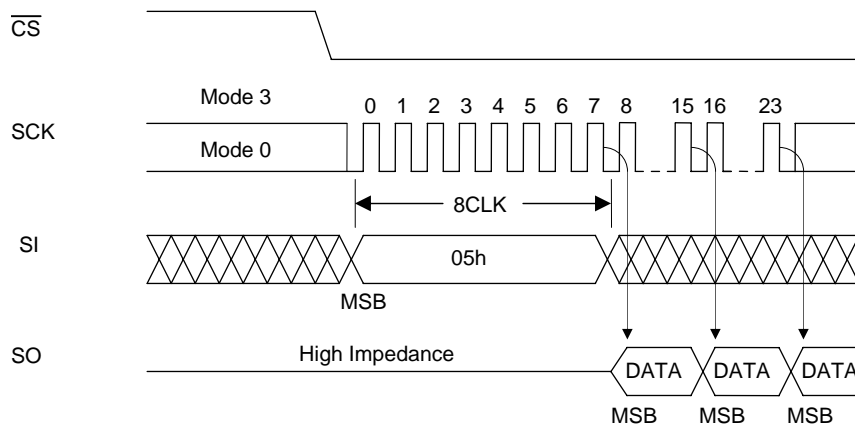 CS
Mode 3
0 1 2 3 4 5 6 7 8 15 16 23
SCK
Mode 0
8CLK
SI
05h
MSB
High Impedance
SO
DATA DATA DATA
MSB MSB MSB